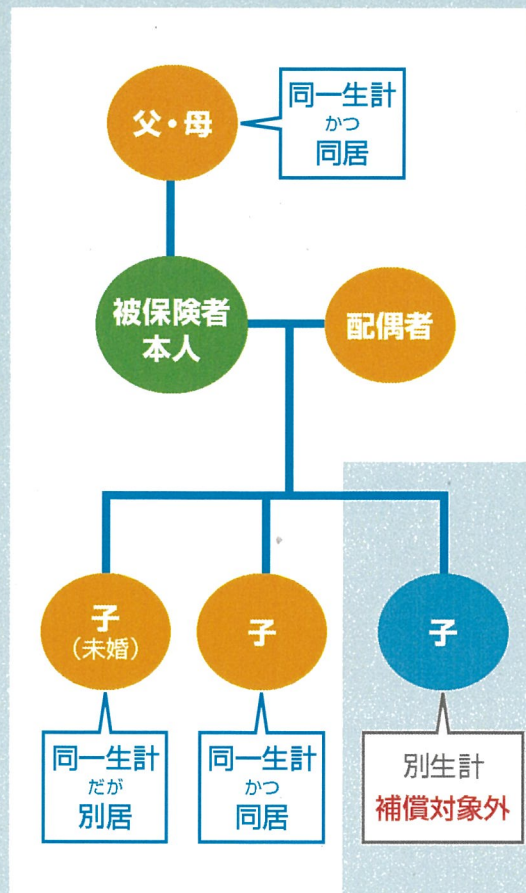 父・母
同一生計
かつ
同居
被保険者
本人
配偶者
子
（未婚）
子
子
同一生計
だが
別居
同一生計
かつ
同居
別生計
補償対象外